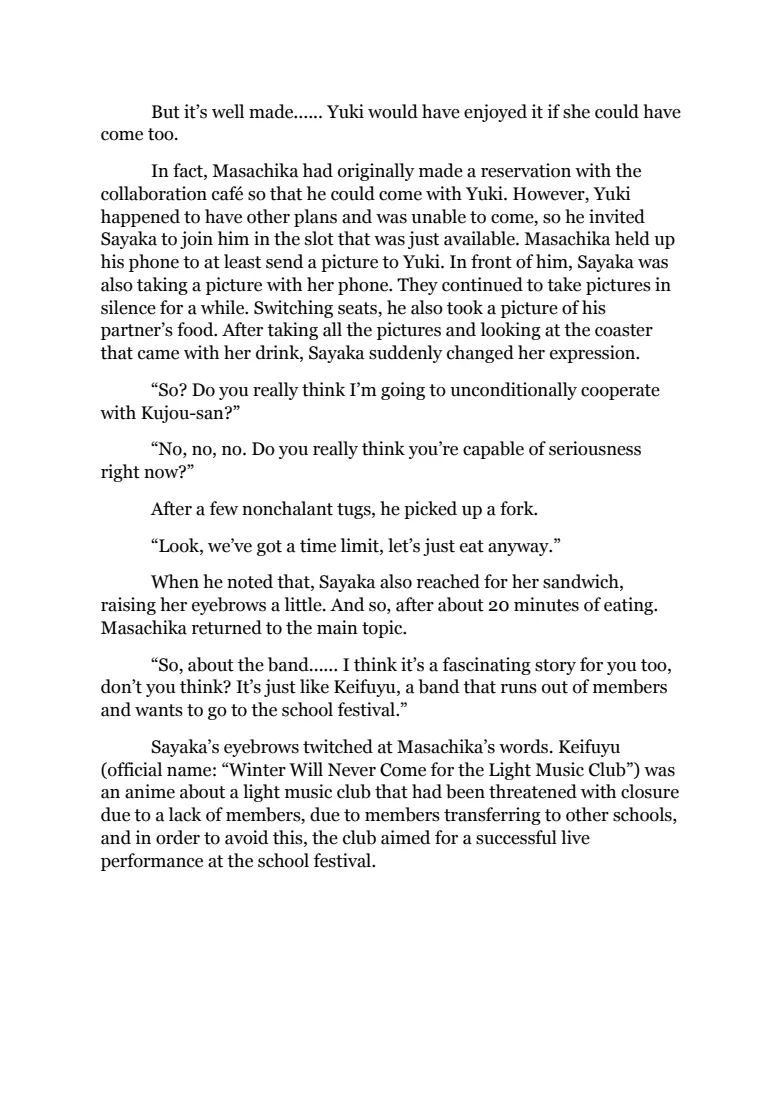 But it’s well made…… Yuki would have enjoyed it if she could have
come too.
In fact, Masachika had originally made a reservation with the
collaboration café so that he could come with Yuki. However, Yuki
happened to have other plans and was unable to come, so he invited
Sayaka to join him in the slot that was just available. Masachika held up
his phone to at least send a picture to Yuki. In front of him, Sayaka was
also taking a picture with her phone. They continued to take pictures in
silence for a while. Switching seats, he also took a picture of his
partner’s food. After taking all the pictures and looking at the coaster
that came with her drink, Sayaka suddenly changed her expression.
“So? Do you really think I’m going to unconditionally cooperate
with Kujou-san?”
“No, no, no. Do you really think you’re capable of seriousness
right now?”
After a few nonchalant tugs, he picked up a fork.
“Look, we’ve got a time limit, let’s just eat anyway.”
When he noted that, Sayaka also reached for her sandwich,
raising her eyebrows a little. And so, after about 20 minutes of eating.
Masachika returned to the main topic.
“So, about the band…… I think it’s a fascinating story for you too,
don’t you think? It’s just like Keifuyu, a band that runs out of members
and wants to go to the school festival.”
Sayaka’s eyebrows twitched at Masachika’s words. Keifuyu
(official name: “Winter Will Never Come for the Light Music Club”) was
an anime about a light music club that had been threatened with closure
due to a lack of members, due to members transferring to other schools,
and in order to avoid this, the club aimed for a successful live
performance at the school festival.